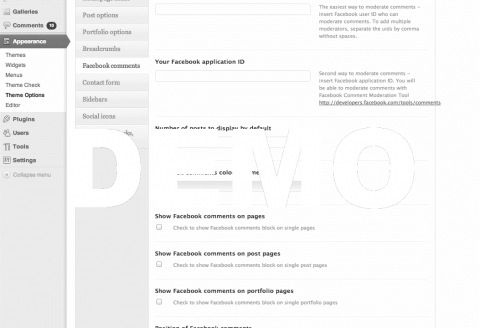 Galleries
Comments 10
Appearance
Themes
Widgets
Menus
Theme Check
Theme Options
Editor
Plugins
Users
Tools
Settings
Collapse menu
Post options
Portfolio options
Breadcrumbs
Facebook comments
Contact form
Sidebars
Social icons
The easiest way to moderate comments –
insert Facebook user ID who can
moderate comments. To add multiple
moderators, separate the uids by comma
without spaces.
Your Facebook application ID
Second way to moderate comments –
insert Facebook application ID. You will
be able to moderate comments with
Facebook Comment Moderation Tool
http://developers.facebook.com/tools/comments
Number of posts to display by default
DEMO
Show Facebook comments on pages
Check to show Facebook comments block on single pages
Show Facebook comments on post pages
Check to show Facebook comments block on single post pages
Show Facebook comments on portfolio pages
Check to show Facebook comments block on single portfolio pages
Position of Facebook comments